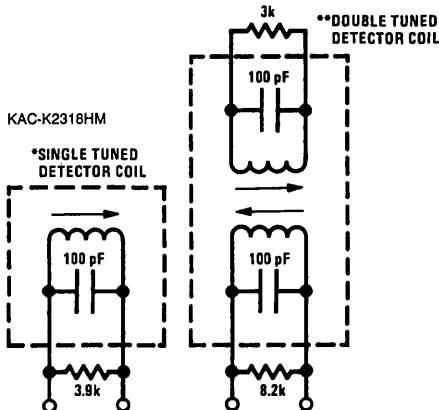 3k
**DOUBLE TUNED
DETECTOR COIL
100 pF
KAC-K2318HM
*SINGLE TUNED
DETECTOR COIL
100 pF
100 pF
3.9k
8.2k